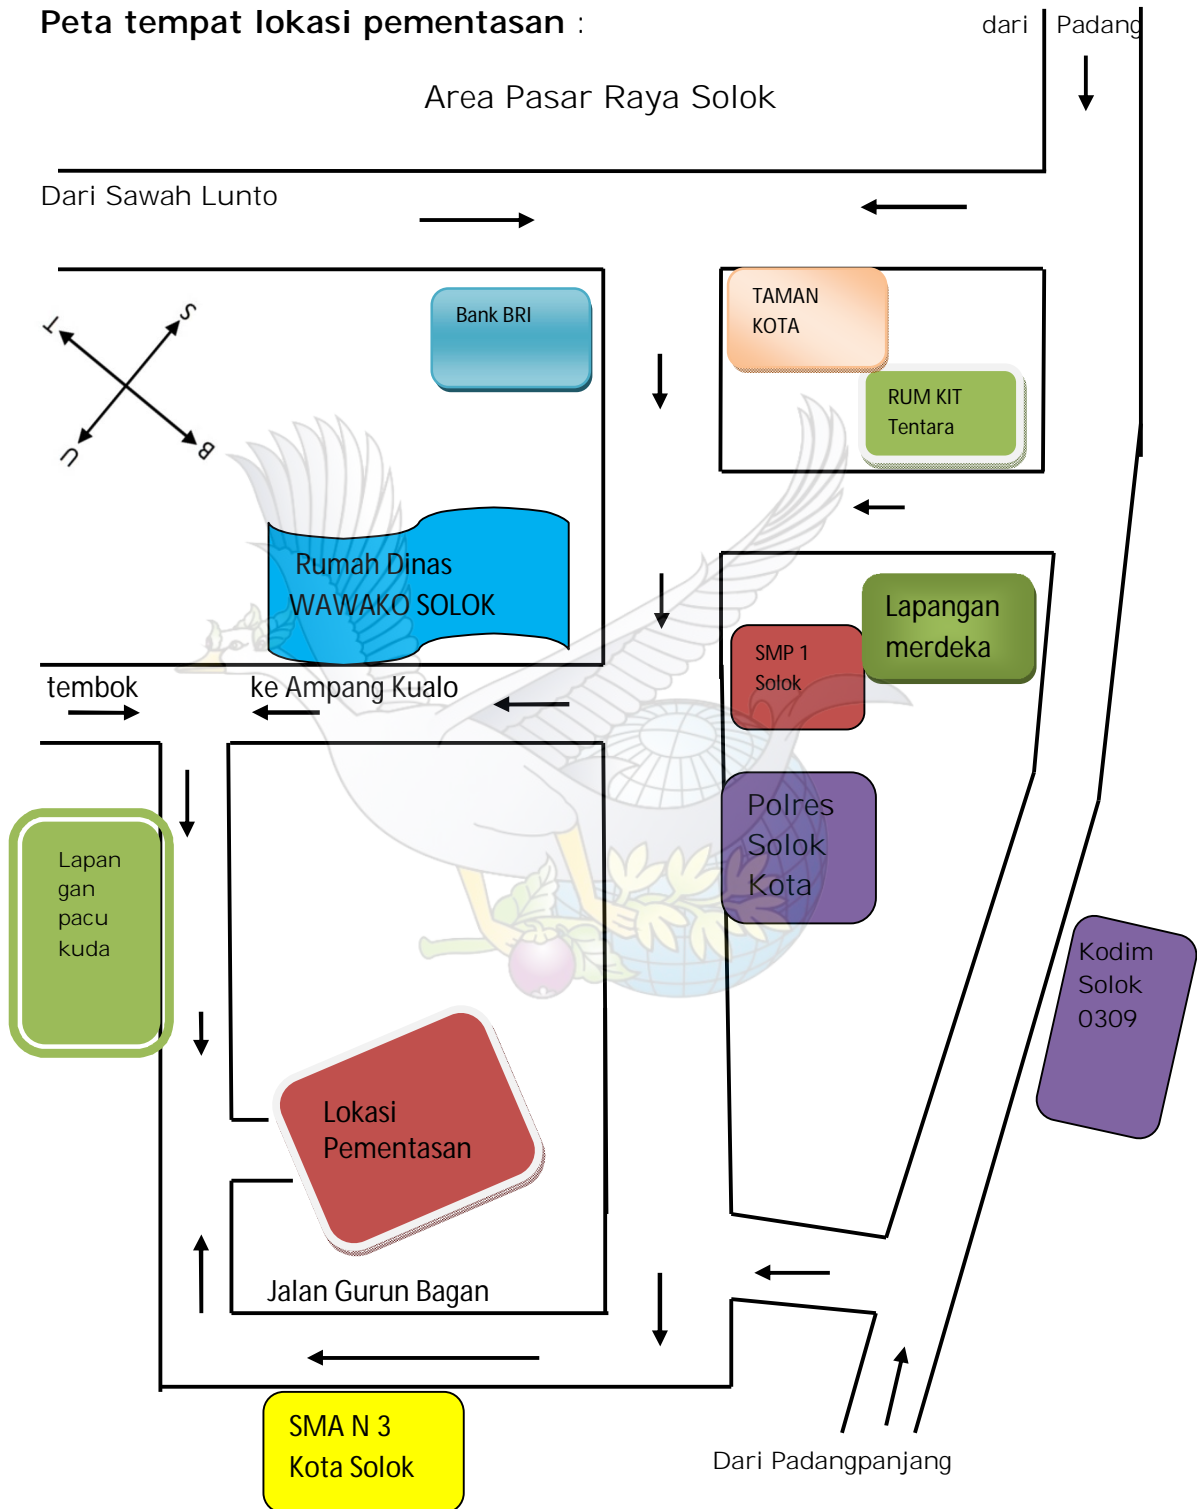 Peta tempat lokasi pementasan :
dari Padang
Area Pasar Raya Solok
Dari Sawah Lunto
Bank BRI
TAMAN
KOTA
S
T
U
B
RUM KIT
Tentara
Rumah Dinas
WAWAKO SOLOK
Lapangan
merdeka
SMP 1
Solok
tembok
ke Ampang Kualo
Polres
Solok
Kota
Lapan
gan
pacu
kuda
Kodim
Solok
0309
Lokasi
Pementasan
Jalan Gurun Bagan
SMA N 3
Kota Solok
Dari Padangpanjang